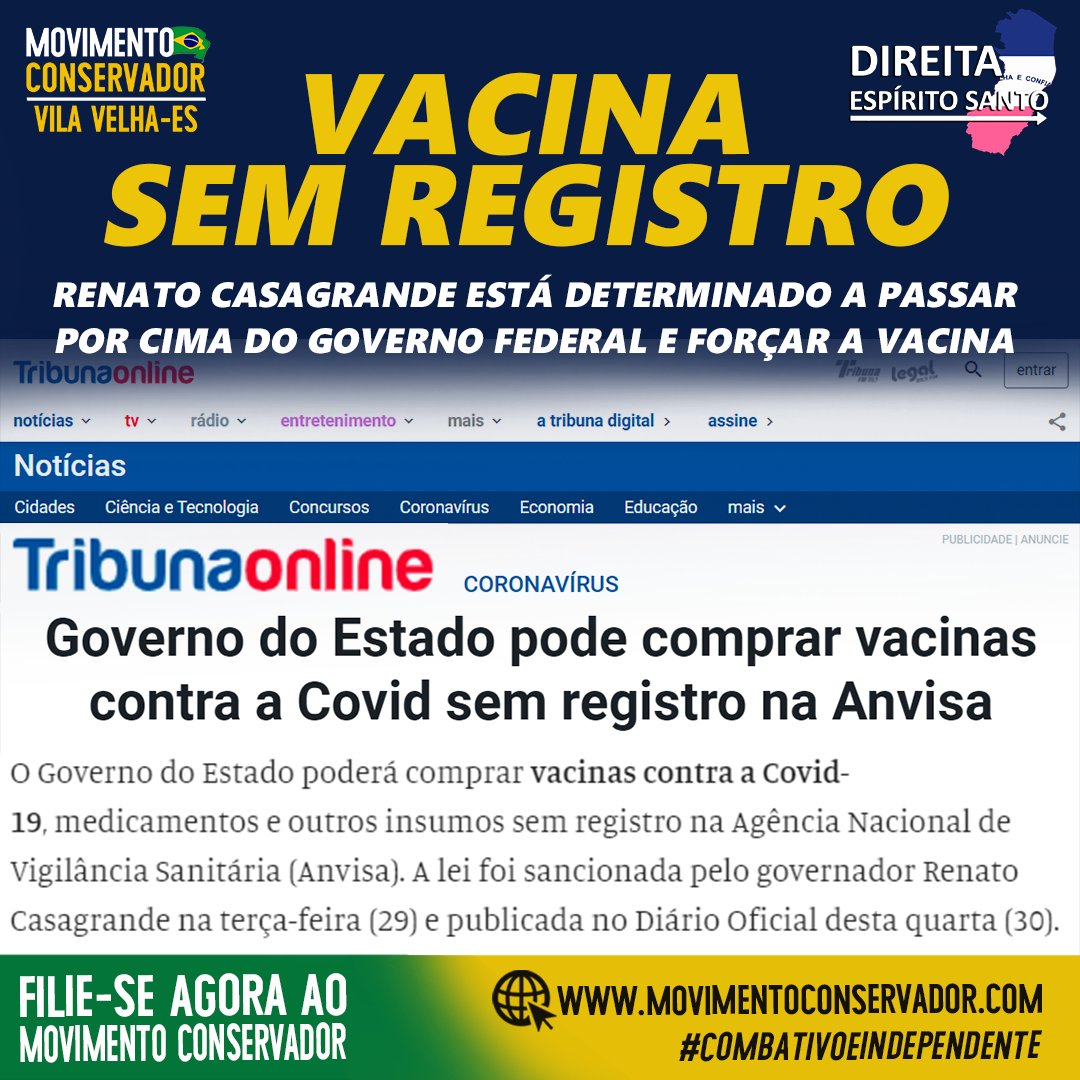 MOVIMENTO
CONSERVADOR
VILA VELHA-ES
DIREITA
ESPÍRITO SANTO
VACINA
SEM REGISTRO
RENATO CASAGRANDE ESTÁ DETERMINADO A PASSAR
POR CIMA DO GOVERNO FEDERAL E FORÇAR A VACINA
Tribunaonline
Tribuna legal
entrar
notícias tv rádio entretenimento mais a tribuna digital assine
Notícias
Cidades Ciência e Tecnologia Concursos Coronavírus Economia Educação mais
PUBLICIDADE | ANUNCIE
Tribunaonline CORONAVÍRUS
Governo do Estado pode comprar vacinas
contra a Covid sem registro na Anvisa
O Governo do Estado poderá comprar vacinas contra a Covid-
19, medicamentos e outros insumos sem registro na Agência Nacional de
Vigilância Sanitária (Anvisa). A lei foi sancionada pelo governador Renato
Casagrande na terça-feira (29) e publicada no Diário Oficial desta quarta (30).
FILIE-SE AGORA AO
MOVIMENTO CONSERVADOR
WWW.MOVIMENTOCONSERVADOR.COM
#COMBATIVOEINDEPENDENTE